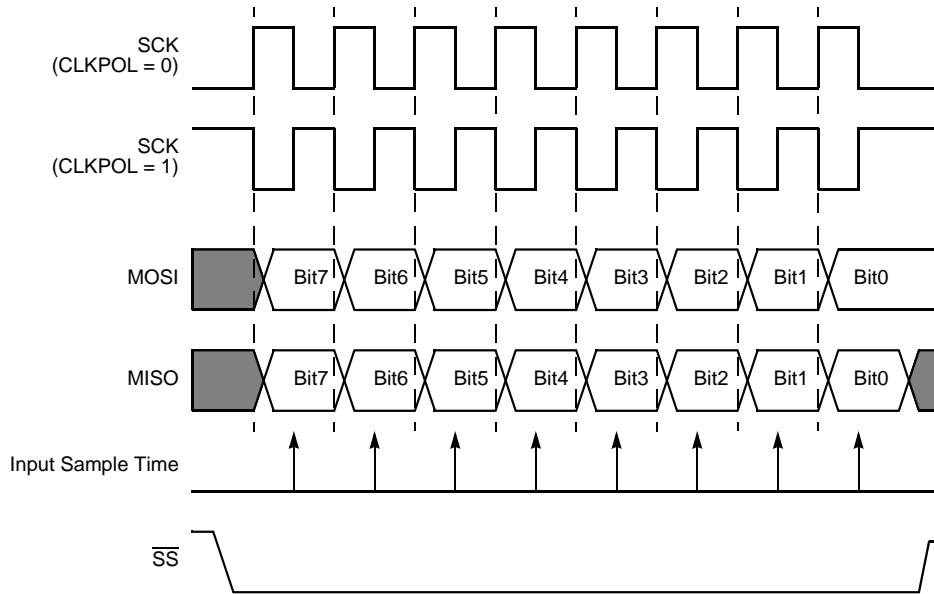 SCK
(CLKPOL = 0)
SCK
(CLKPOL = 1)
MOSI
Bit7 Bit6 Bit5 Bit4 Bit3 Bit2 Bit1 Bit0
MISO
Bit7 Bit6 Bit5 Bit4 Bit3 Bit2 Bit1 Bit0
Input Sample Time
SS